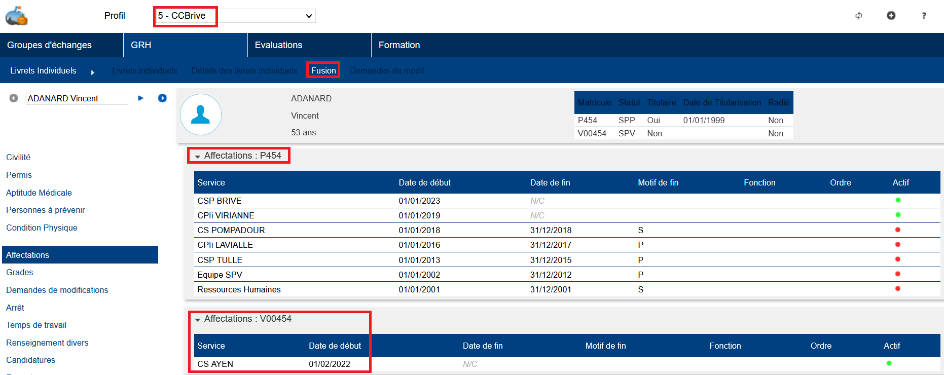 Profil 5 - CCBrive ?
Groupes d'échanges GRH Evaluations Formation
Livrets Individuels Livrets Individuels Détails des livrets individuels Fusion Demandes de modif
ADANARD Vincent
ADANARD
Vincent
53 ans
Matricule Statut Titulaire Date de Titularisation Radié
P454 SPP Oui 01/01/1999 Non
V00454 SPV Non Non
Civilité
Permis
Aptitude Médicale
Personnes à prévenir
Condition Physique
Affectations
Grades
Demandes de modifications
Arrêt
Temps de travail
Renseignement divers
Candidatures
Affectations : P454
Service Date de début Date de fin Motif de fin Fonction Ordre Actif
CSP BRIVE 01/01/2023 N/C
CPIi VIRIANNE 01/01/2019 N/C
CS POMPADOUR 01/01/2018 31/12/2018 S
CPIi LAVIALLE 01/01/2016 31/12/2017 P
CSP TULLE 01/01/2013 31/12/2015 P
Equipe SPV 01/01/2002 31/12/2012 P
Ressources Humaines 01/01/2001 31/12/2001 S
Affectations : V00454
Service Date de début Date de fin Motif de fin Fonction Ordre Actif
CS AYEN 01/02/2022 N/C